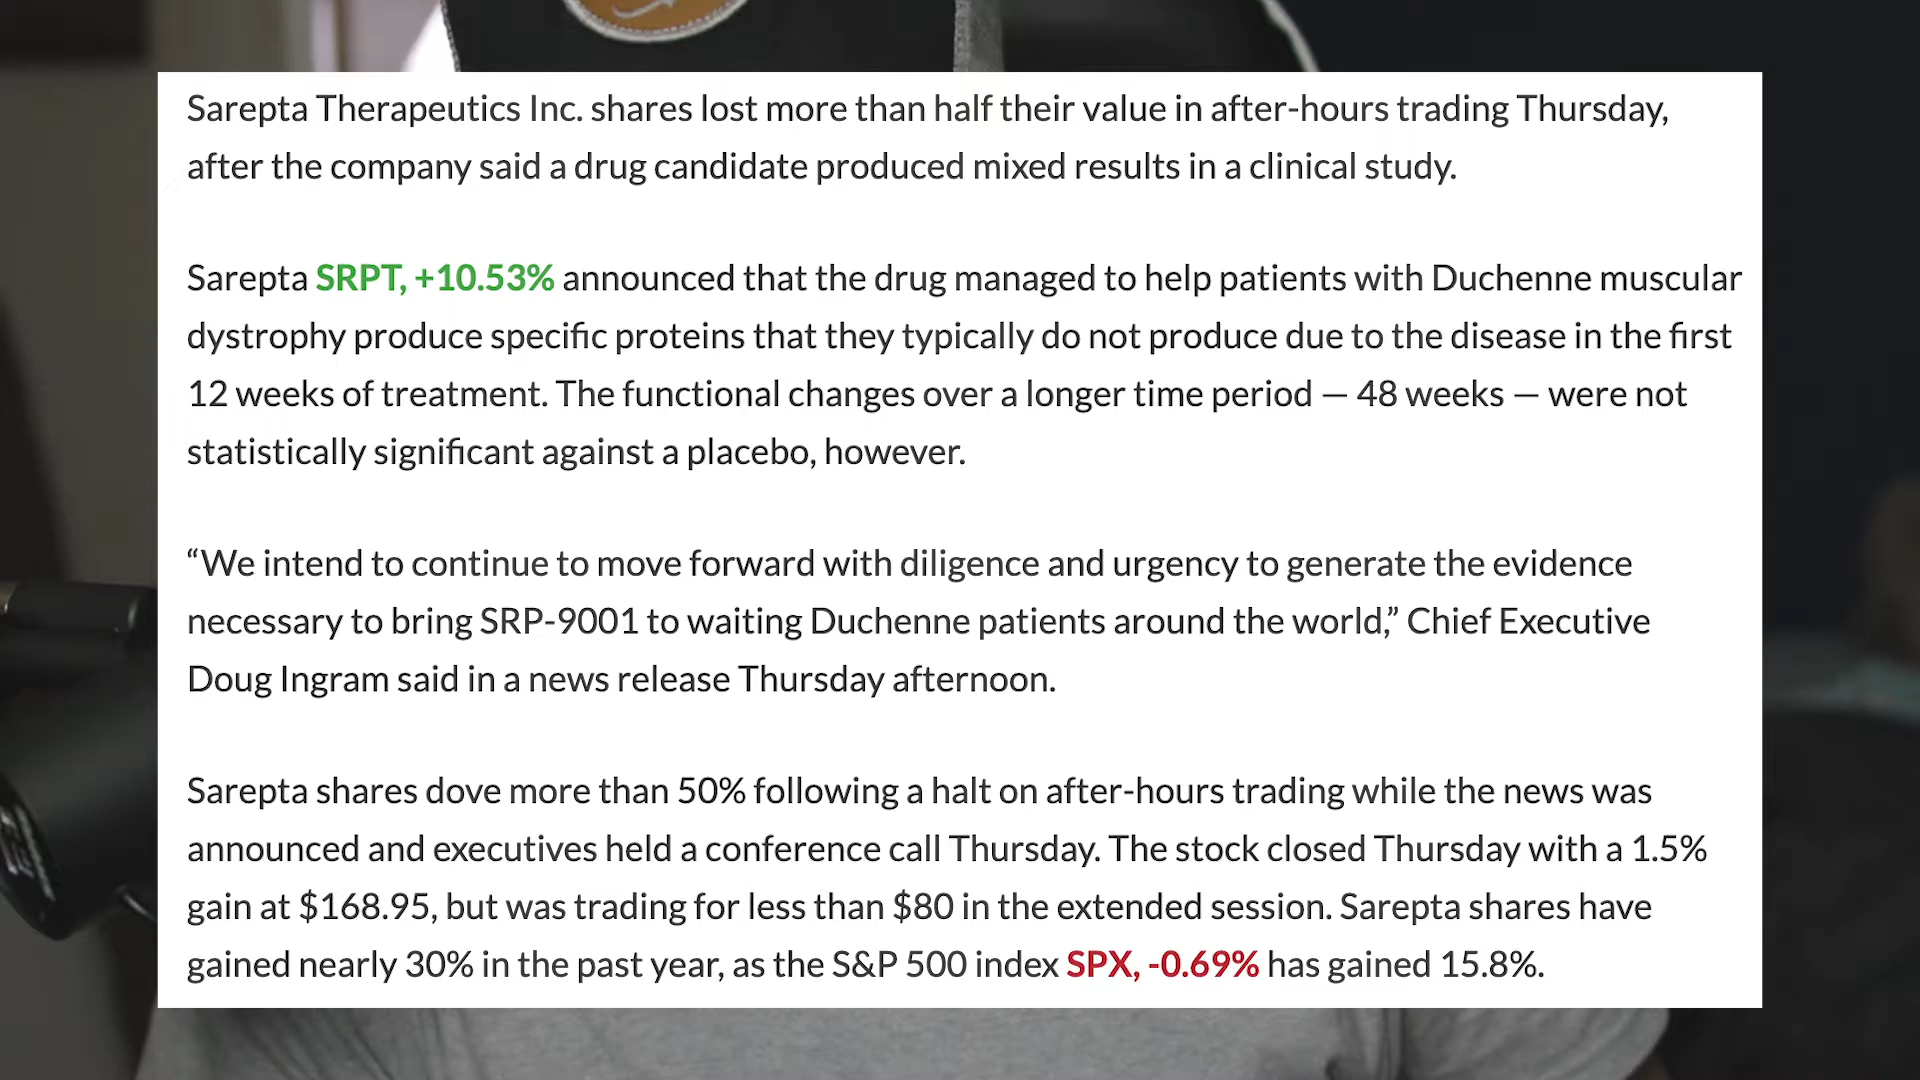 Sarepta Therapeutics Inc. shares lost more than half their value in after-hours trading Thursday,
after the company said a drug candidate produced mixed results in a clinical study.
Sarepta SRPT, +10.53% announced that the drug managed to help patients with Duchenne muscular
dystrophy produce specific proteins that they typically do not produce due to the disease in the first
12 weeks of treatment. The functional changes over a longer time period — 48 weeks — were not
statistically significant against a placebo, however.
“We intend to continue to move forward with diligence and urgency to generate the evidence
necessary to bring SRP-9001 to waiting Duchenne patients around the world,” Chief Executive
Doug Ingram said in a news release Thursday afternoon.
Sarepta shares dove more than 50% following a halt on after-hours trading while the news was
announced and executives held a conference call Thursday. The stock closed Thursday with a 1.5%
gain at $168.95, but was trading for less than $80 in the extended session. Sarepta shares have
gained nearly 30% in the past year, as the S&P 500 index SPX, -0.69% has gained 15.8%.